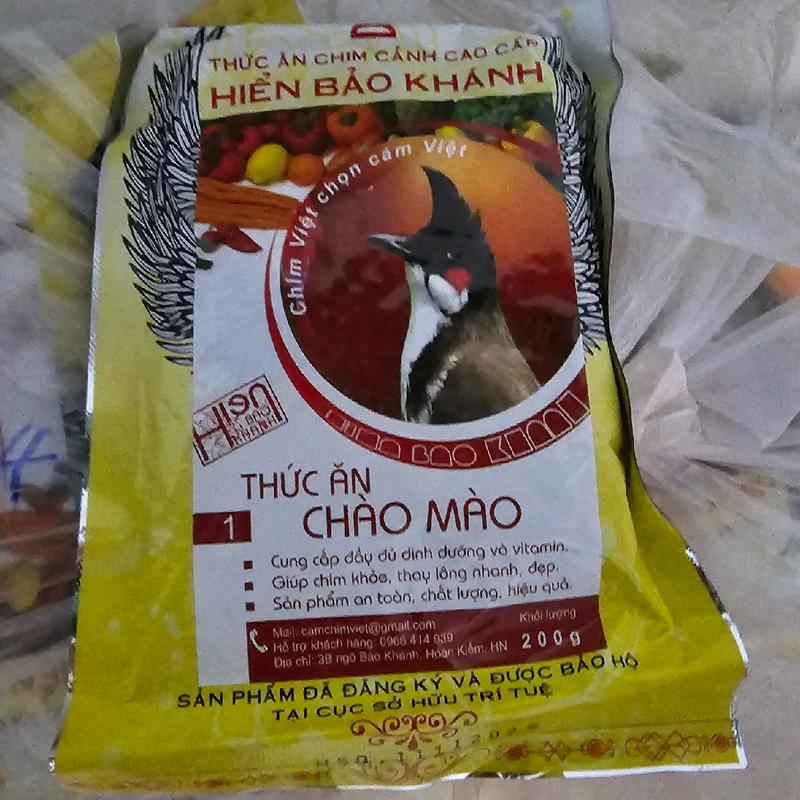 THỨC ĂN CHIM CẢNH CAO CẤP
HIỂN BẢO KHÁNH
Chim Việt chọn cám Việt
Hiển
BẢO
KHÁNH
THỨC ĂN
1 CHÀO MÀO
Cung cấp đầy đủ dinh dưỡng và vitamin.
Giúp chim khỏe, thay lông nhanh, đẹp.
Sản phẩm an toàn, chất lượng, hiệu quả.
Mail: camchimviet@gmail.com
Hỗ trợ khách hàng: 0966 414 939
Địa chỉ: 3B ngõ Bảo Khánh, Hoàn Kiếm, HN
Khối lượng
200g
SẢN PHẨM ĐÃ ĐĂNG KÝ VÀ ĐƯỢC BẢO HỘ
TẠI CỤC SỞ HỮU TRÍ TUỆ